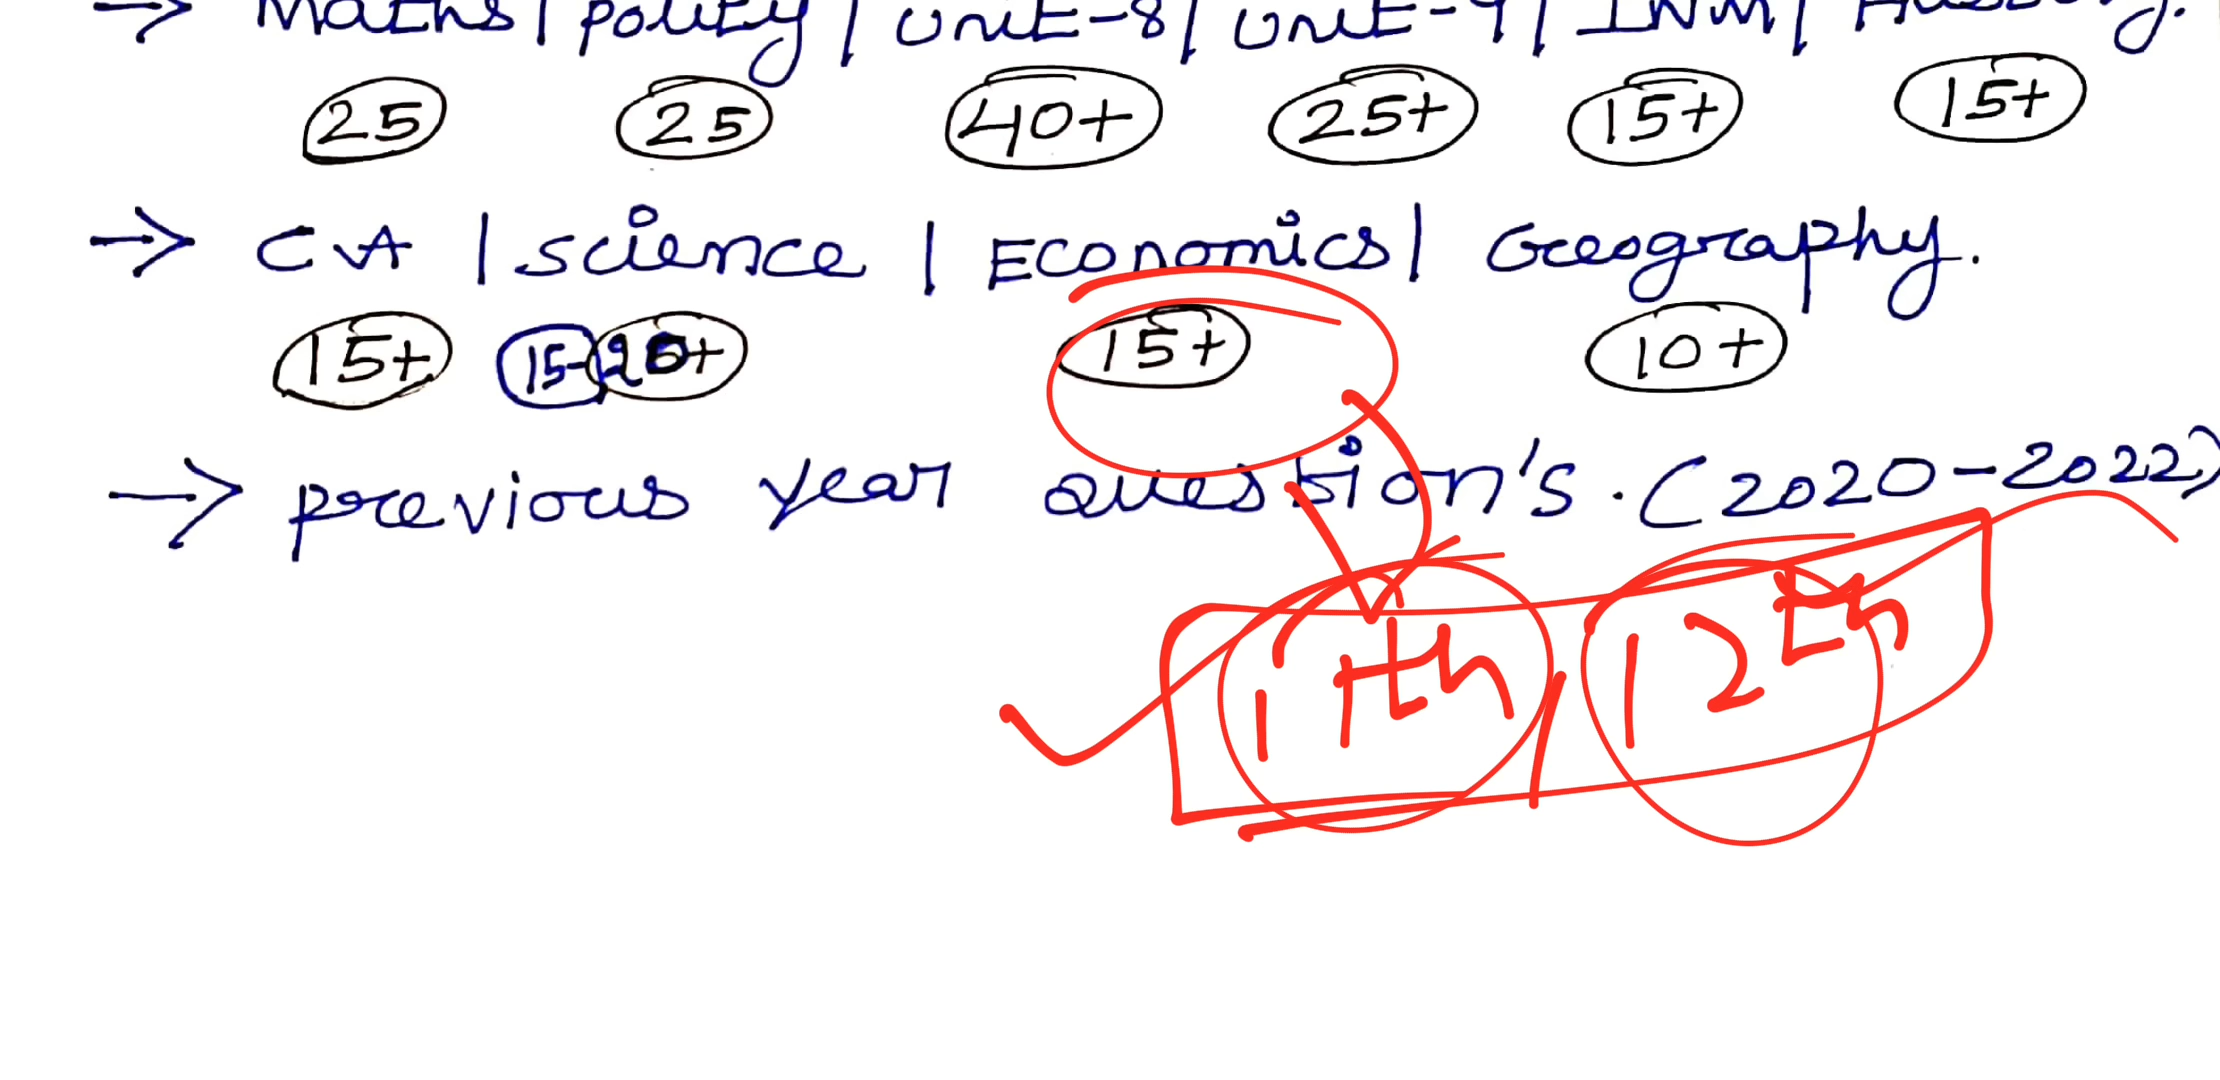 → Maths | polity | Unit-8 | Unit-9 | INM | History.
25 25 40+ 25+ 15+ 15+
→ CA | science | Economics | Geography.
15+ 15-20+ 15+ 10+
→ previous year question's. (2020-2022)
11th / 12th